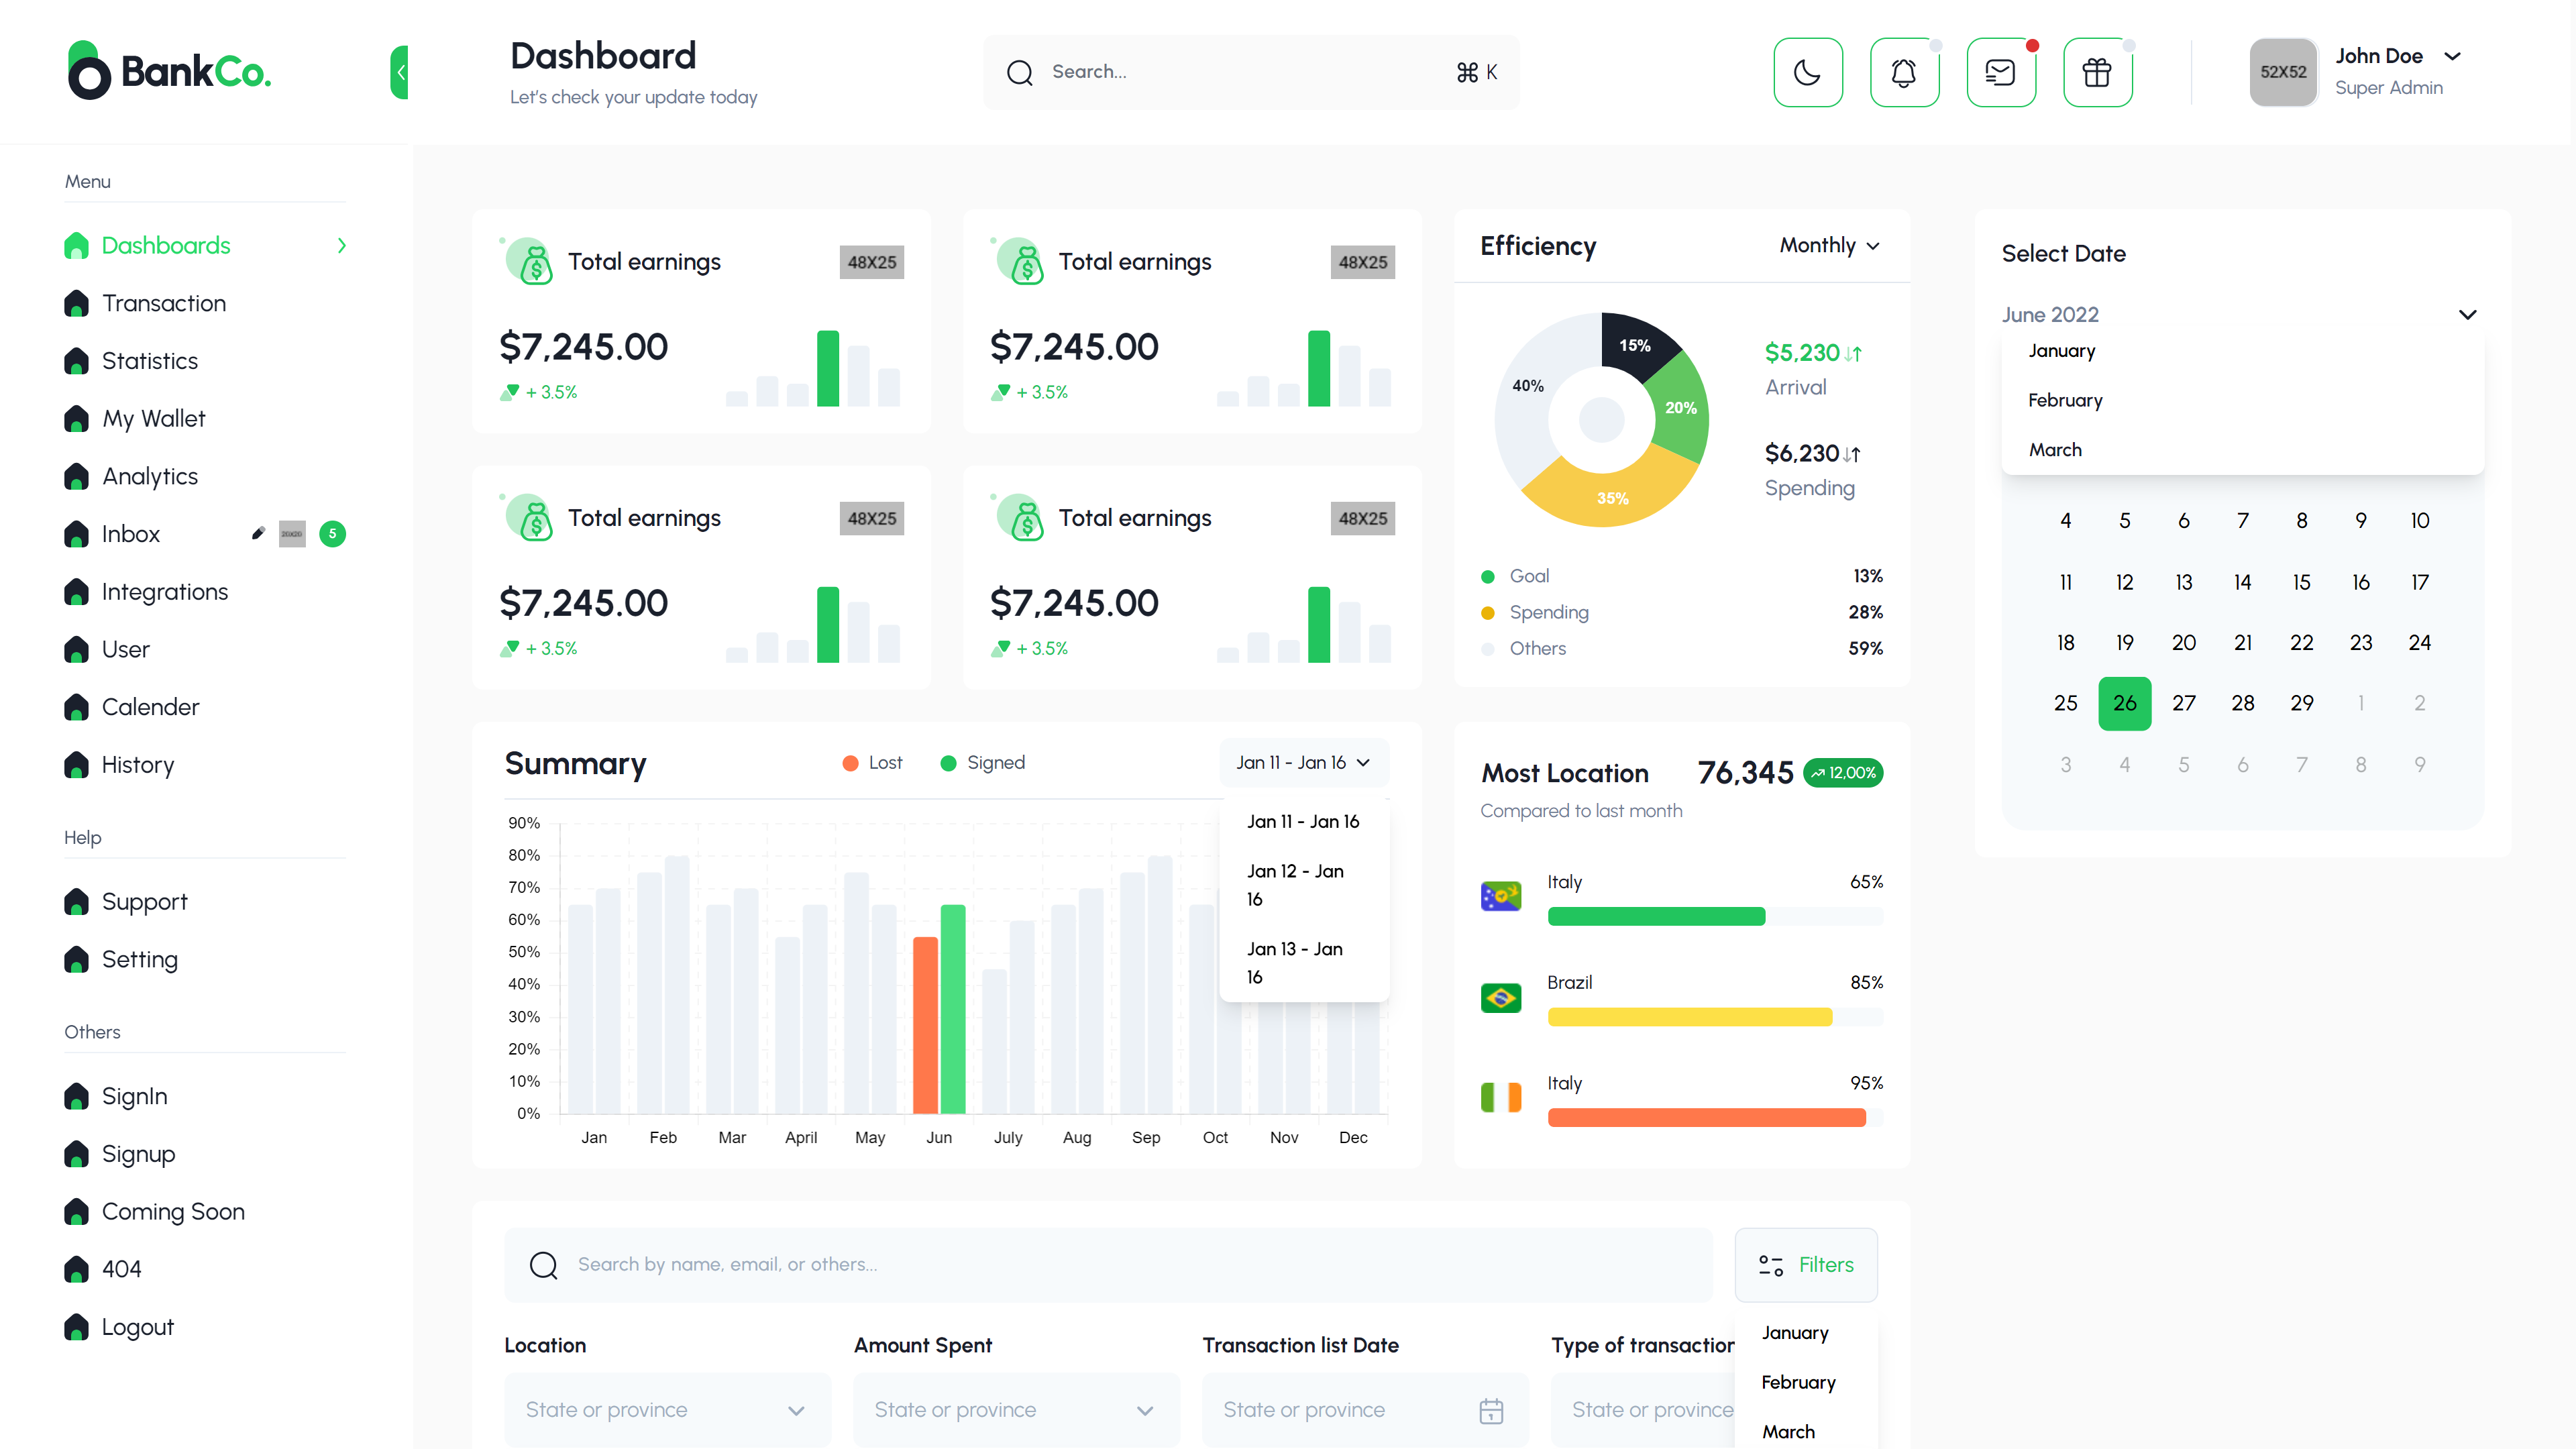 BankCo.
Dashboard
Let's check your update today
Search...
⌘ K
52X52
John Doe
Super Admin
Menu
Dashboards
Transaction
Statistics
My Wallet
Analytics
Inbox
20x20
5
Integrations
User
Calender
History
Help
Support
Setting
Others
SignIn
Signup
Coming Soon
404
Logout
Total earnings
48X25
$7,245.00
+ 3.5%
Total earnings
48X25
$7,245.00
+ 3.5%
Total earnings
48X25
$7,245.00
+ 3.5%
Total earnings
48X25
$7,245.00
+ 3.5%
Efficiency
Monthly
15%
20%
35%
40%
$5,230
Arrival
$6,230
Spending
Goal 13%
Spending 28%
Others 59%
Select Date
June 2022
January
February
March
4 5 6 7 8 9 10
11 12 13 14 15 16 17
18 19 20 21 22 23 24
25 26 27 28 29 1 2
3 4 5 6 7 8 9
Summary
Lost
Signed
Jan 11 - Jan 16
Jan 11 - Jan 16
Jan 12 - Jan
16
Jan 13 - Jan
16
90%
80%
70%
60%
50%
40%
30%
20%
10%
0%
Jan Feb Mar April May Jun July Aug Sep Oct Nov Dec
Most Location
76,345
12,00%
Compared to last month
Italy 65%
Brazil 85%
Italy 95%
Search by name, email, or others...
Filters
January
February
March
Location
State or province
Amount Spent
State or province
Transaction list Date
State or province
Type of transaction
State or province